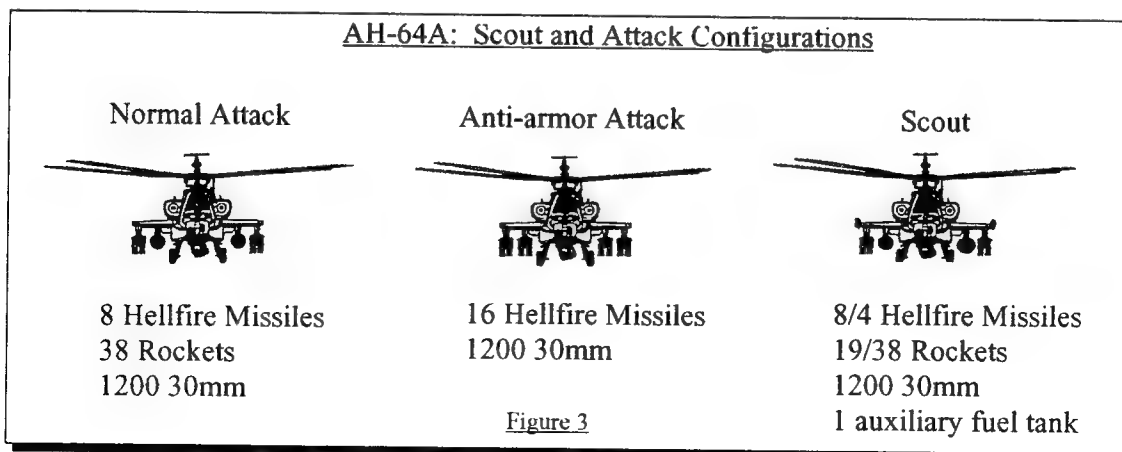 AH-64A: Scout and Attack Configurations
Normal Attack
8 Hellfire Missiles
38 Rockets
1200 30mm
Anti-armor Attack
16 Hellfire Missiles
1200 30mm
Scout
8/4 Hellfire Missiles
19/38 Rockets
1200 30mm
1 auxiliary fuel tank
Figure 3